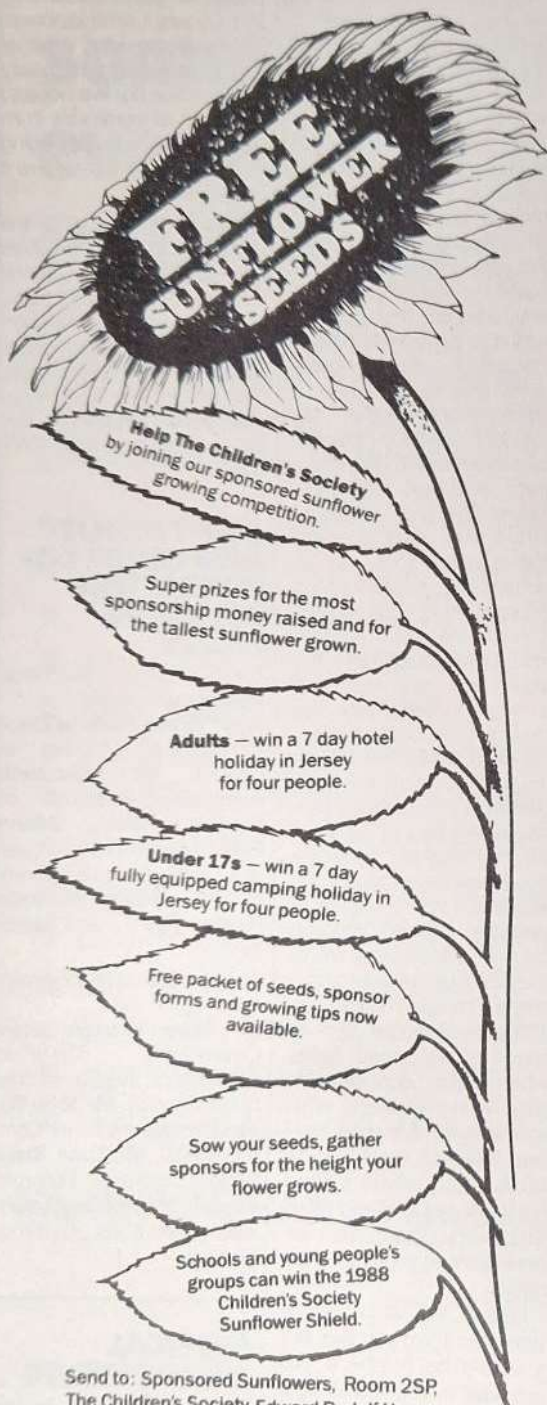 FREE
SUNFLOWER
SEEDS
Help The Children's Society
by joining our sponsored sunflower
growing competition.
Super prizes for the most
sponsorship money raised and for
the tallest sunflower grown.
Adults – win a 7 day hotel
holiday in Jersey
for four people.
Under 17s – win a 7 day
fully equipped camping holiday in
Jersey for four people.
Free packet of seeds, sponsor
forms and growing tips now
available.
Sow your seeds, gather
sponsors for the height your
flower grows.
Schools and young people's
groups can win the 1988
Children's Society
Sunflower Shield.
Send to: Sponsored Sunflowers, Room 2SP,
The Children's Society, Edward